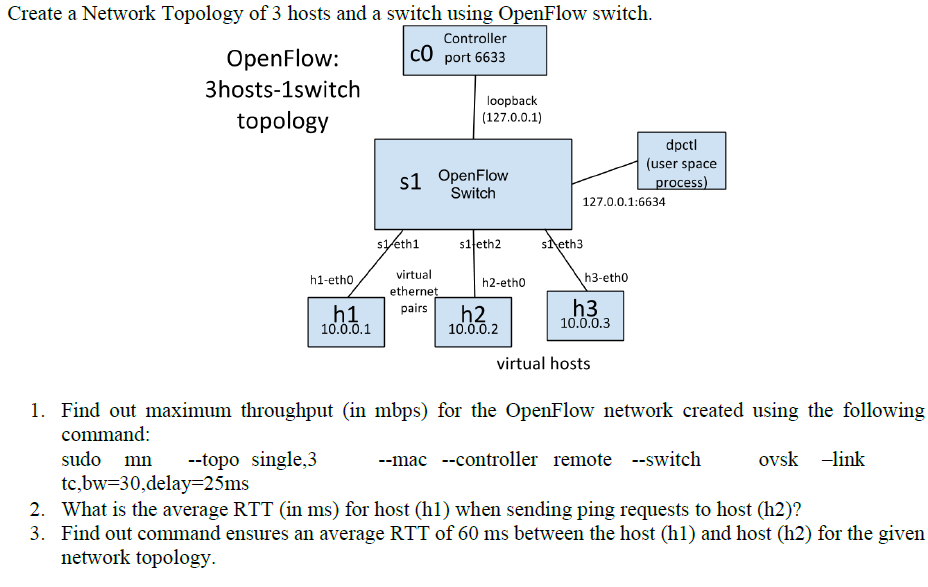 Create a Network Topology of 3 hosts and a switch using OpenFlow switch.
OpenFlow:
3hosts-1switch
topology
c0
Controller
port 6633
loopback
(127.0.0.1)
s1
OpenFlow
Switch
dpctl
(user space
process)
127.0.0.1:6634
s1-eth1
s1-eth2
s1-eth3
h1-eth0
virtual
ethernet
pairs
h2-eth0
h3-eth0
h1
10.0.0.1
h2
10.0.0.2
h3
10.0.0.3
virtual hosts
1. Find out maximum throughput (in mbps) for the OpenFlow network created using the following
command:
sudo mn --topo single,3 --mac --controller remote --switch ovsk –link
tc,bw=30,delay=25ms
2. What is the average RTT (in ms) for host (h1) when sending ping requests to host (h2)?
3. Find out command ensures an average RTT of 60 ms between the host (h1) and host (h2) for the given
network topology.